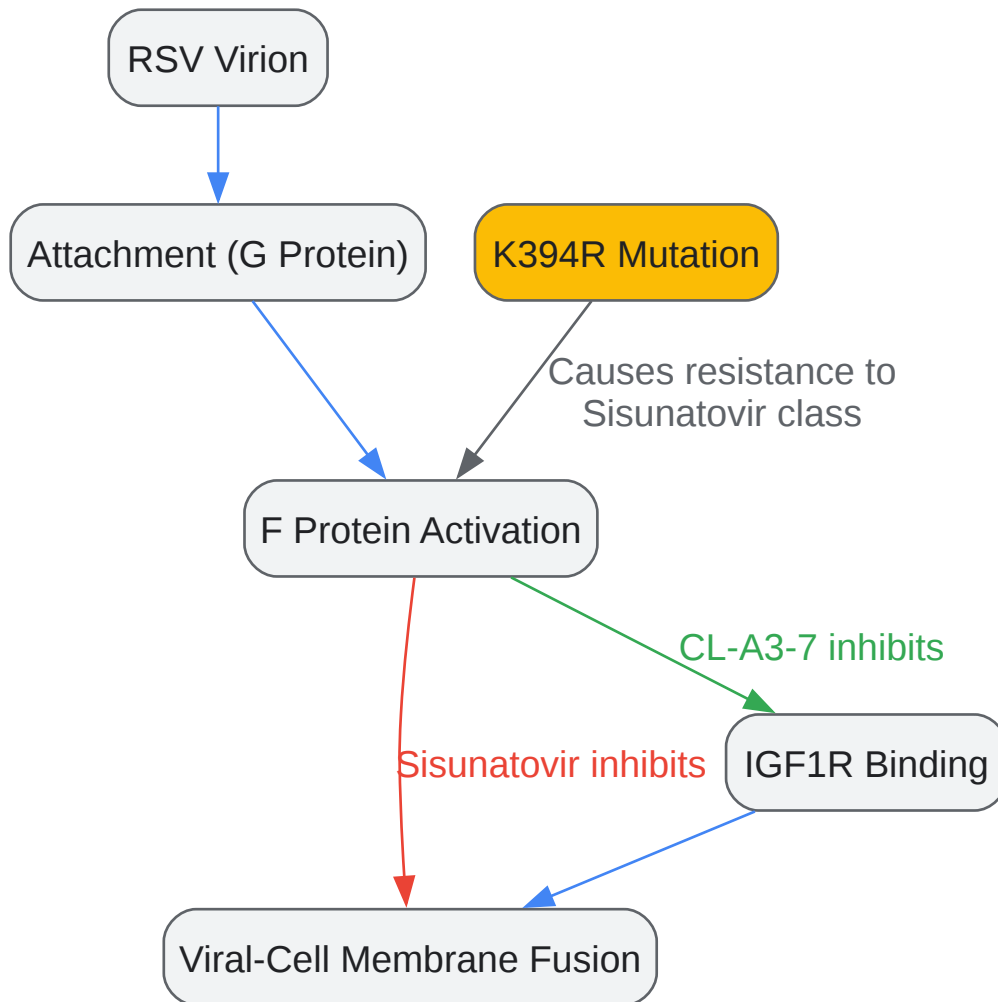 RSV Virion
Attachment (G Protein)
K394R Mutation
Causes resistance to
Sisunatovir class
F Protein Activation
CL-A3-7 inhibits
Sisunatovir inhibits
IGF1R Binding
Viral-Cell Membrane Fusion